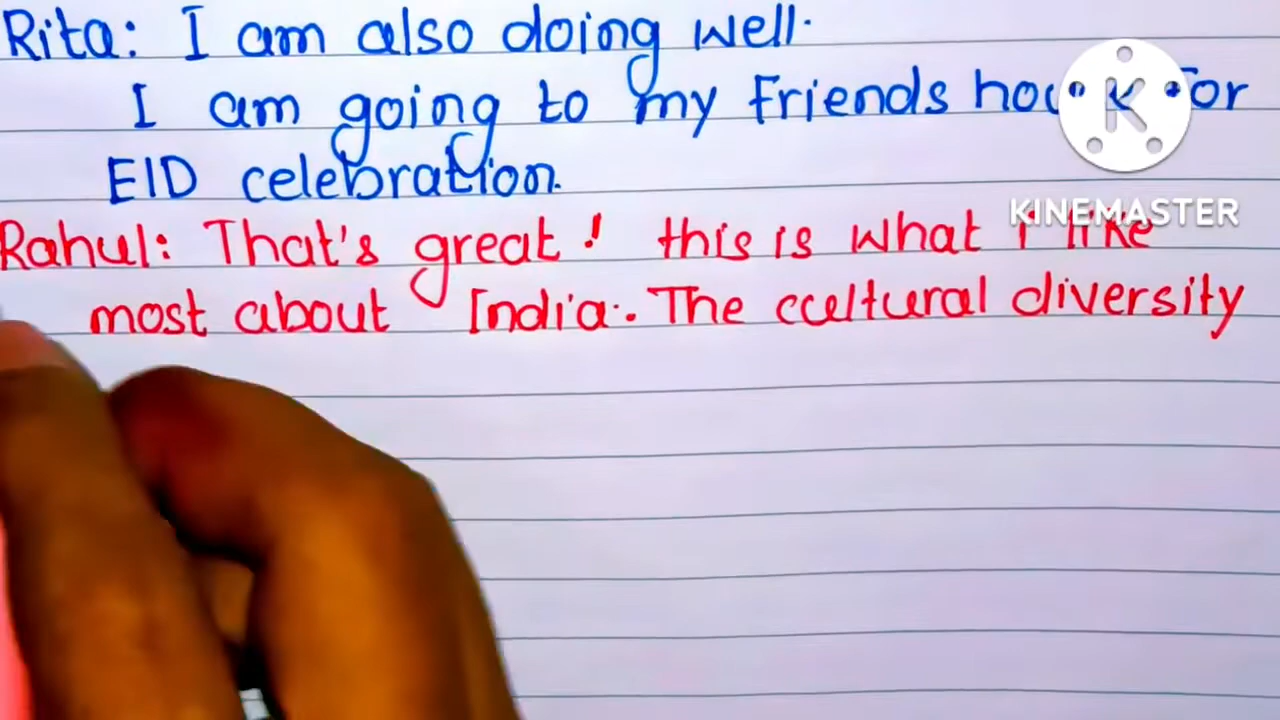 Rita: I am also doing well.
I am going to my Friends For
EID celebration.
KINEMASTER
Rahul: That's great! this is what i like
most about India. The cultural diversity